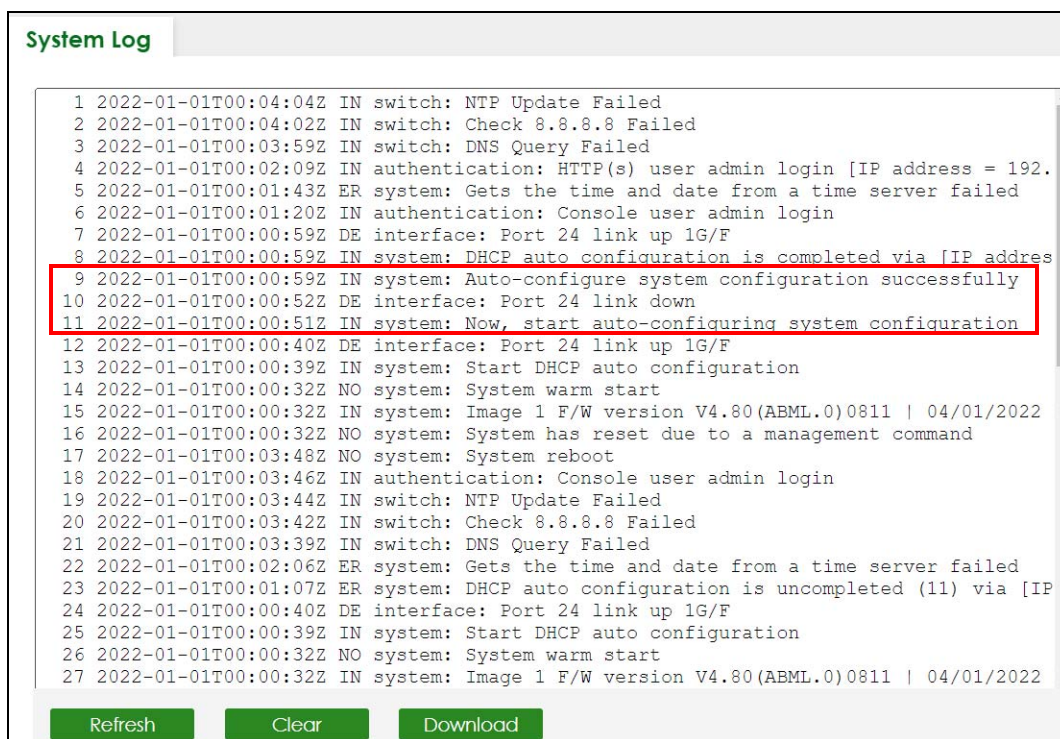 System Log
1 2022-01-01T00:04:04Z IN switch: NTP Update Failed
2 2022-01-01T00:04:02Z IN switch: Check 8.8.8.8 Failed
3 2022-01-01T00:03:59Z IN switch: DNS Query Failed
4 2022-01-01T00:02:09Z IN authentication: HTTP(s) user admin login [IP address = 192.
5 2022-01-01T00:01:43Z ER system: Gets the time and date from a time server failed
6 2022-01-01T00:01:20Z IN authentication: Console user admin login
7 2022-01-01T00:00:59Z DE interface: Port 24 link up 1G/F
8 2022-01-01T00:00:59Z IN system: DHCP auto configuration is completed via [IP addres
9 2022-01-01T00:00:59Z IN system: Auto-configure system configuration successfully
10 2022-01-01T00:00:52Z DE interface: Port 24 link down
11 2022-01-01T00:00:51Z IN system: Now, start auto-configuring system configuration
12 2022-01-01T00:00:40Z DE interface: Port 24 link up 1G/F
13 2022-01-01T00:00:39Z IN system: Start DHCP auto configuration
14 2022-01-01T00:00:32Z NO system: System warm start
15 2022-01-01T00:00:32Z IN system: Image 1 F/W version V4.80(ABML.0)0811 | 04/01/2022
16 2022-01-01T00:00:32Z NO system: System has reset due to a management command
17 2022-01-01T00:03:48Z NO system: System reboot
18 2022-01-01T00:03:46Z IN authentication: Console user admin login
19 2022-01-01T00:03:44Z IN switch: NTP Update Failed
20 2022-01-01T00:03:42Z IN switch: Check 8.8.8.8 Failed
21 2022-01-01T00:03:39Z IN switch: DNS Query Failed
22 2022-01-01T00:02:06Z ER system: Gets the time and date from a time server failed
23 2022-01-01T00:01:07Z ER system: DHCP auto configuration is uncompleted (11) via [IP
24 2022-01-01T00:00:40Z DE interface: Port 24 link up 1G/F
25 2022-01-01T00:00:39Z IN system: Start DHCP auto configuration
26 2022-01-01T00:00:32Z NO system: System warm start
27 2022-01-01T00:00:32Z IN system: Image 1 F/W version V4.80(ABML.0)0811 | 04/01/2022
Refresh Clear Download